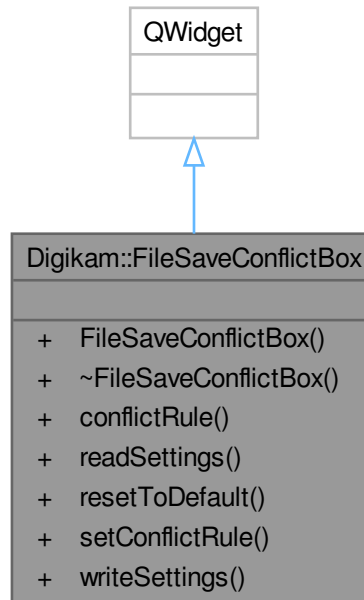 QWidget
Digikam::FileSaveConflictBox
+ FileSaveConflictBox()
+ ~FileSaveConflictBox()
+ conflictRule()
+ readSettings()
+ resetToDefault()
+ setConflictRule()
+ writeSettings()